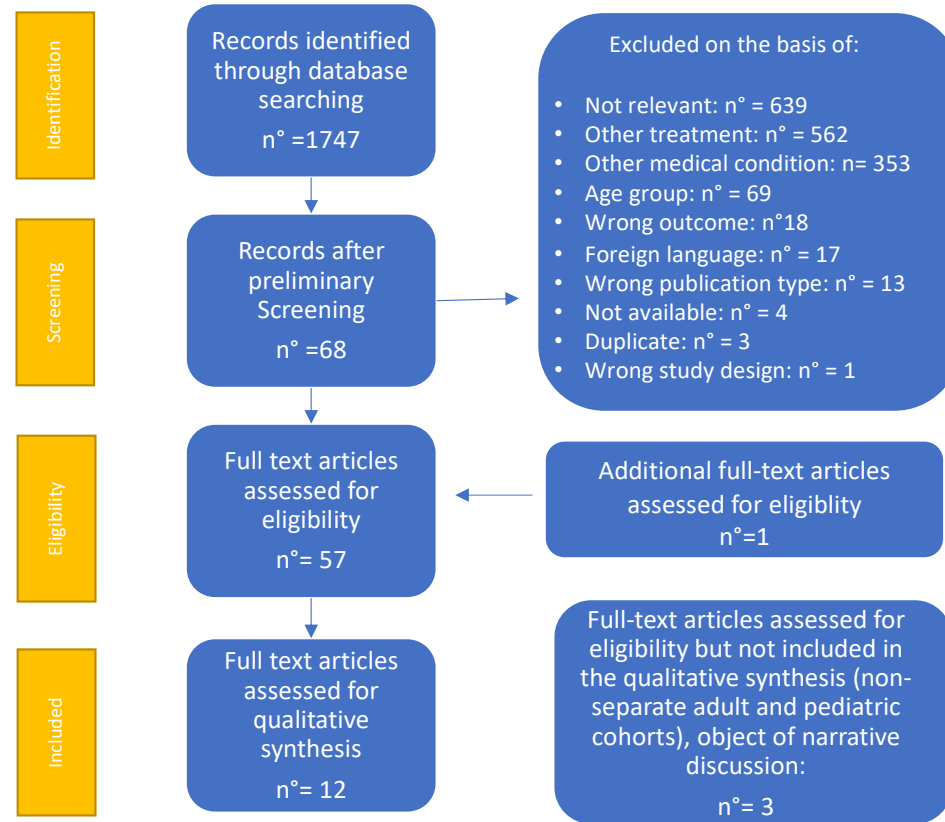 Identification
Records identified
through database
searching
n° =1747
Excluded on the basis of:
• Not relevant: n° = 639
• Other treatment: n° = 562
• Other medical condition: n= 353
• Age group: n° = 69
• Wrong outcome: n°18
• Foreign language: n° = 17
• Wrong publication type: n° = 13
• Not available: n° = 4
• Duplicate: n° = 3
• Wrong study design: n° = 1
Screening
Records after
preliminary
Screening
n° =68
Eligibility
Full text articles
assessed for
eligibility
n°= 57
Additional full-text articles
assessed for eligiblity
n°=1
Included
Full text articles
assessed for
qualitative
synthesis
n°= 12
Full-text articles assessed for
eligibility but not included in
the qualitative synthesis (non-
separate adult and pediatric
cohorts), object of narrative
discussion:
n°= 3